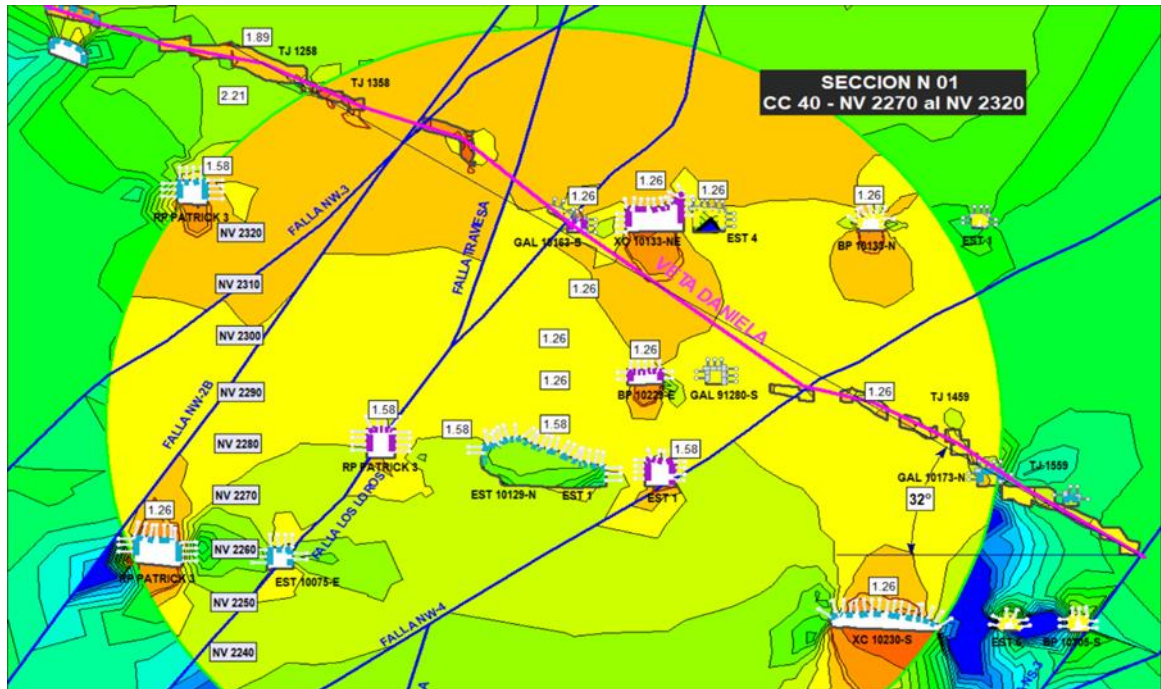 1.89
TJ 1258
SECCION N 01
CC 40 - NV 2270 al NV 2320
TJ 1358
2.21
1.58
RP PATRICK 3
FALLA NW-3
NV 2320
FALLA TRAVESA
1.26
GAL 10163-S
1.26
XC 10133-NE
1.26
EST 4
1.26
BP 10130-N
EST 1
NV 2310
1.26
VETA DANIELA
NV 2300
1.26
1.26
1.26
BP 10229-E
GAL 91280-S
FALLA NW-2B
NV 2290
1.26
TJ 1459
1.58
RP PATRICK 3
NV 2280
1.58
1.58
EST 10129-N
EST 1
1.58
EST 1
GAL 10173-N
TJ 1559
NV 2270
32°
1.26
RP PATRICK 3
NV 2260
EST 10075-E
FALLA LOS LOROS
NV 2250
FALLA NW-4
1.26
XC 10230-S
BP 10305-S
NV 2240
A
NS-3